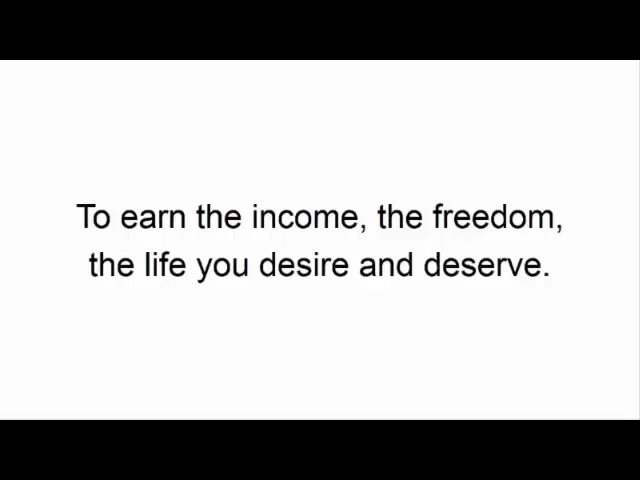 To earn the income, the freedom,
the life you desire and deserve.